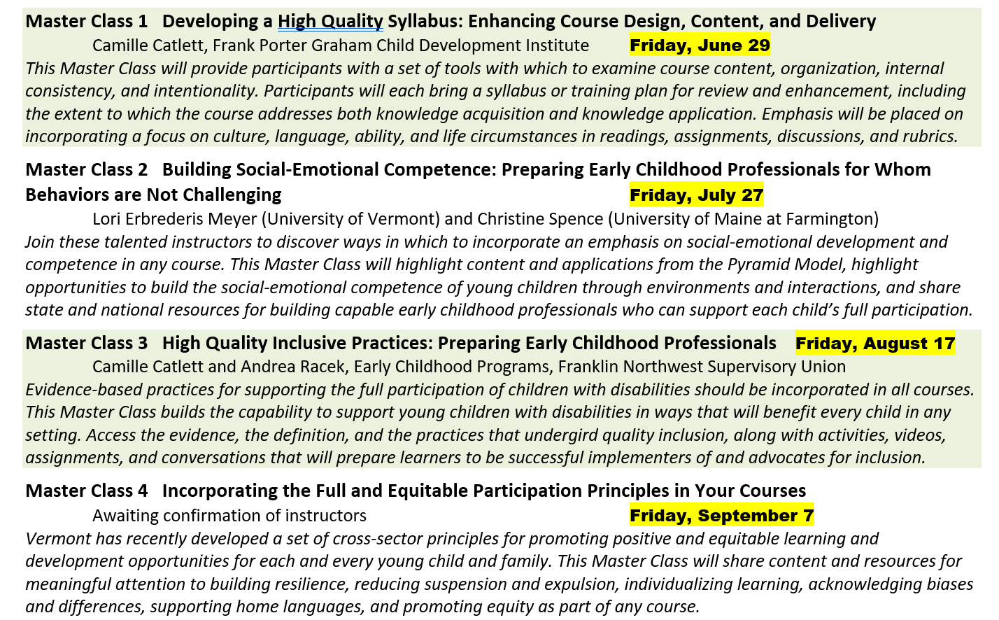 Master Class 1 Developing a High Quality Syllabus: Enhancing Course Design, Content, and Delivery
Camille Catlett, Frank Porter Graham Child Development Institute Friday, June 29
This Master Class will provide participants with a set of tools with which to examine course content, organization, internal
consistency, and intentionality. Participants will each bring a syllabus or training plan for review and enhancement, including
the extent to which the course addresses both knowledge acquisition and knowledge application. Emphasis will be placed on
incorporating a focus on culture, language, ability, and life circumstances in readings, assignments, discussions, and rubrics.
Master Class 2 Building Social-Emotional Competence: Preparing Early Childhood Professionals for Whom
Behaviors are Not Challenging Friday, July 27
Lori Erbrederis Meyer (University of Vermont) and Christine Spence (University of Maine at Farmington)
Join these talented instructors to discover ways in which to incorporate an emphasis on social-emotional development and
competence in any course. This Master Class will highlight content and applications from the Pyramid Model, highlight
opportunities to build the social-emotional competence of young children through environments and interactions, and share
state and national resources for building capable early childhood professionals who can support each child’s full participation.
Master Class 3 High Quality Inclusive Practices: Preparing Early Childhood Professionals Friday, August 17
Camille Catlett and Andrea Racek, Early Childhood Programs, Franklin Northwest Supervisory Union
Evidence-based practices for supporting the full participation of children with disabilities should be incorporated in all courses.
This Master Class builds the capability to support young children with disabilities in ways that will benefit every child in any
setting. Access the evidence, the definition, and the practices that undergird quality inclusion, along with activities, videos,
assignments, and conversations that will prepare learners to be successful implementers of and advocates for inclusion.
Master Class 4 Incorporating the Full and Equitable Participation Principles in Your Courses
Awaiting confirmation of instructors Friday, September 7
Vermont has recently developed a set of cross-sector principles for promoting positive and equitable learning and
development opportunities for each and every young child and family. This Master Class will share content and resources for
meaningful attention to building resilience, reducing suspension and expulsion, individualizing learning, acknowledging biases
and differences, supporting home languages, and promoting equity as part of any course.